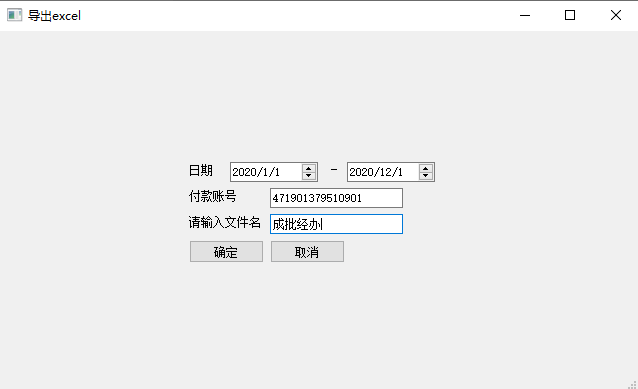 导出excel
日期 2020/1/1 - 2020/12/1
付款账号 471901379510901
请输入文件名 成批经办
确定 取消